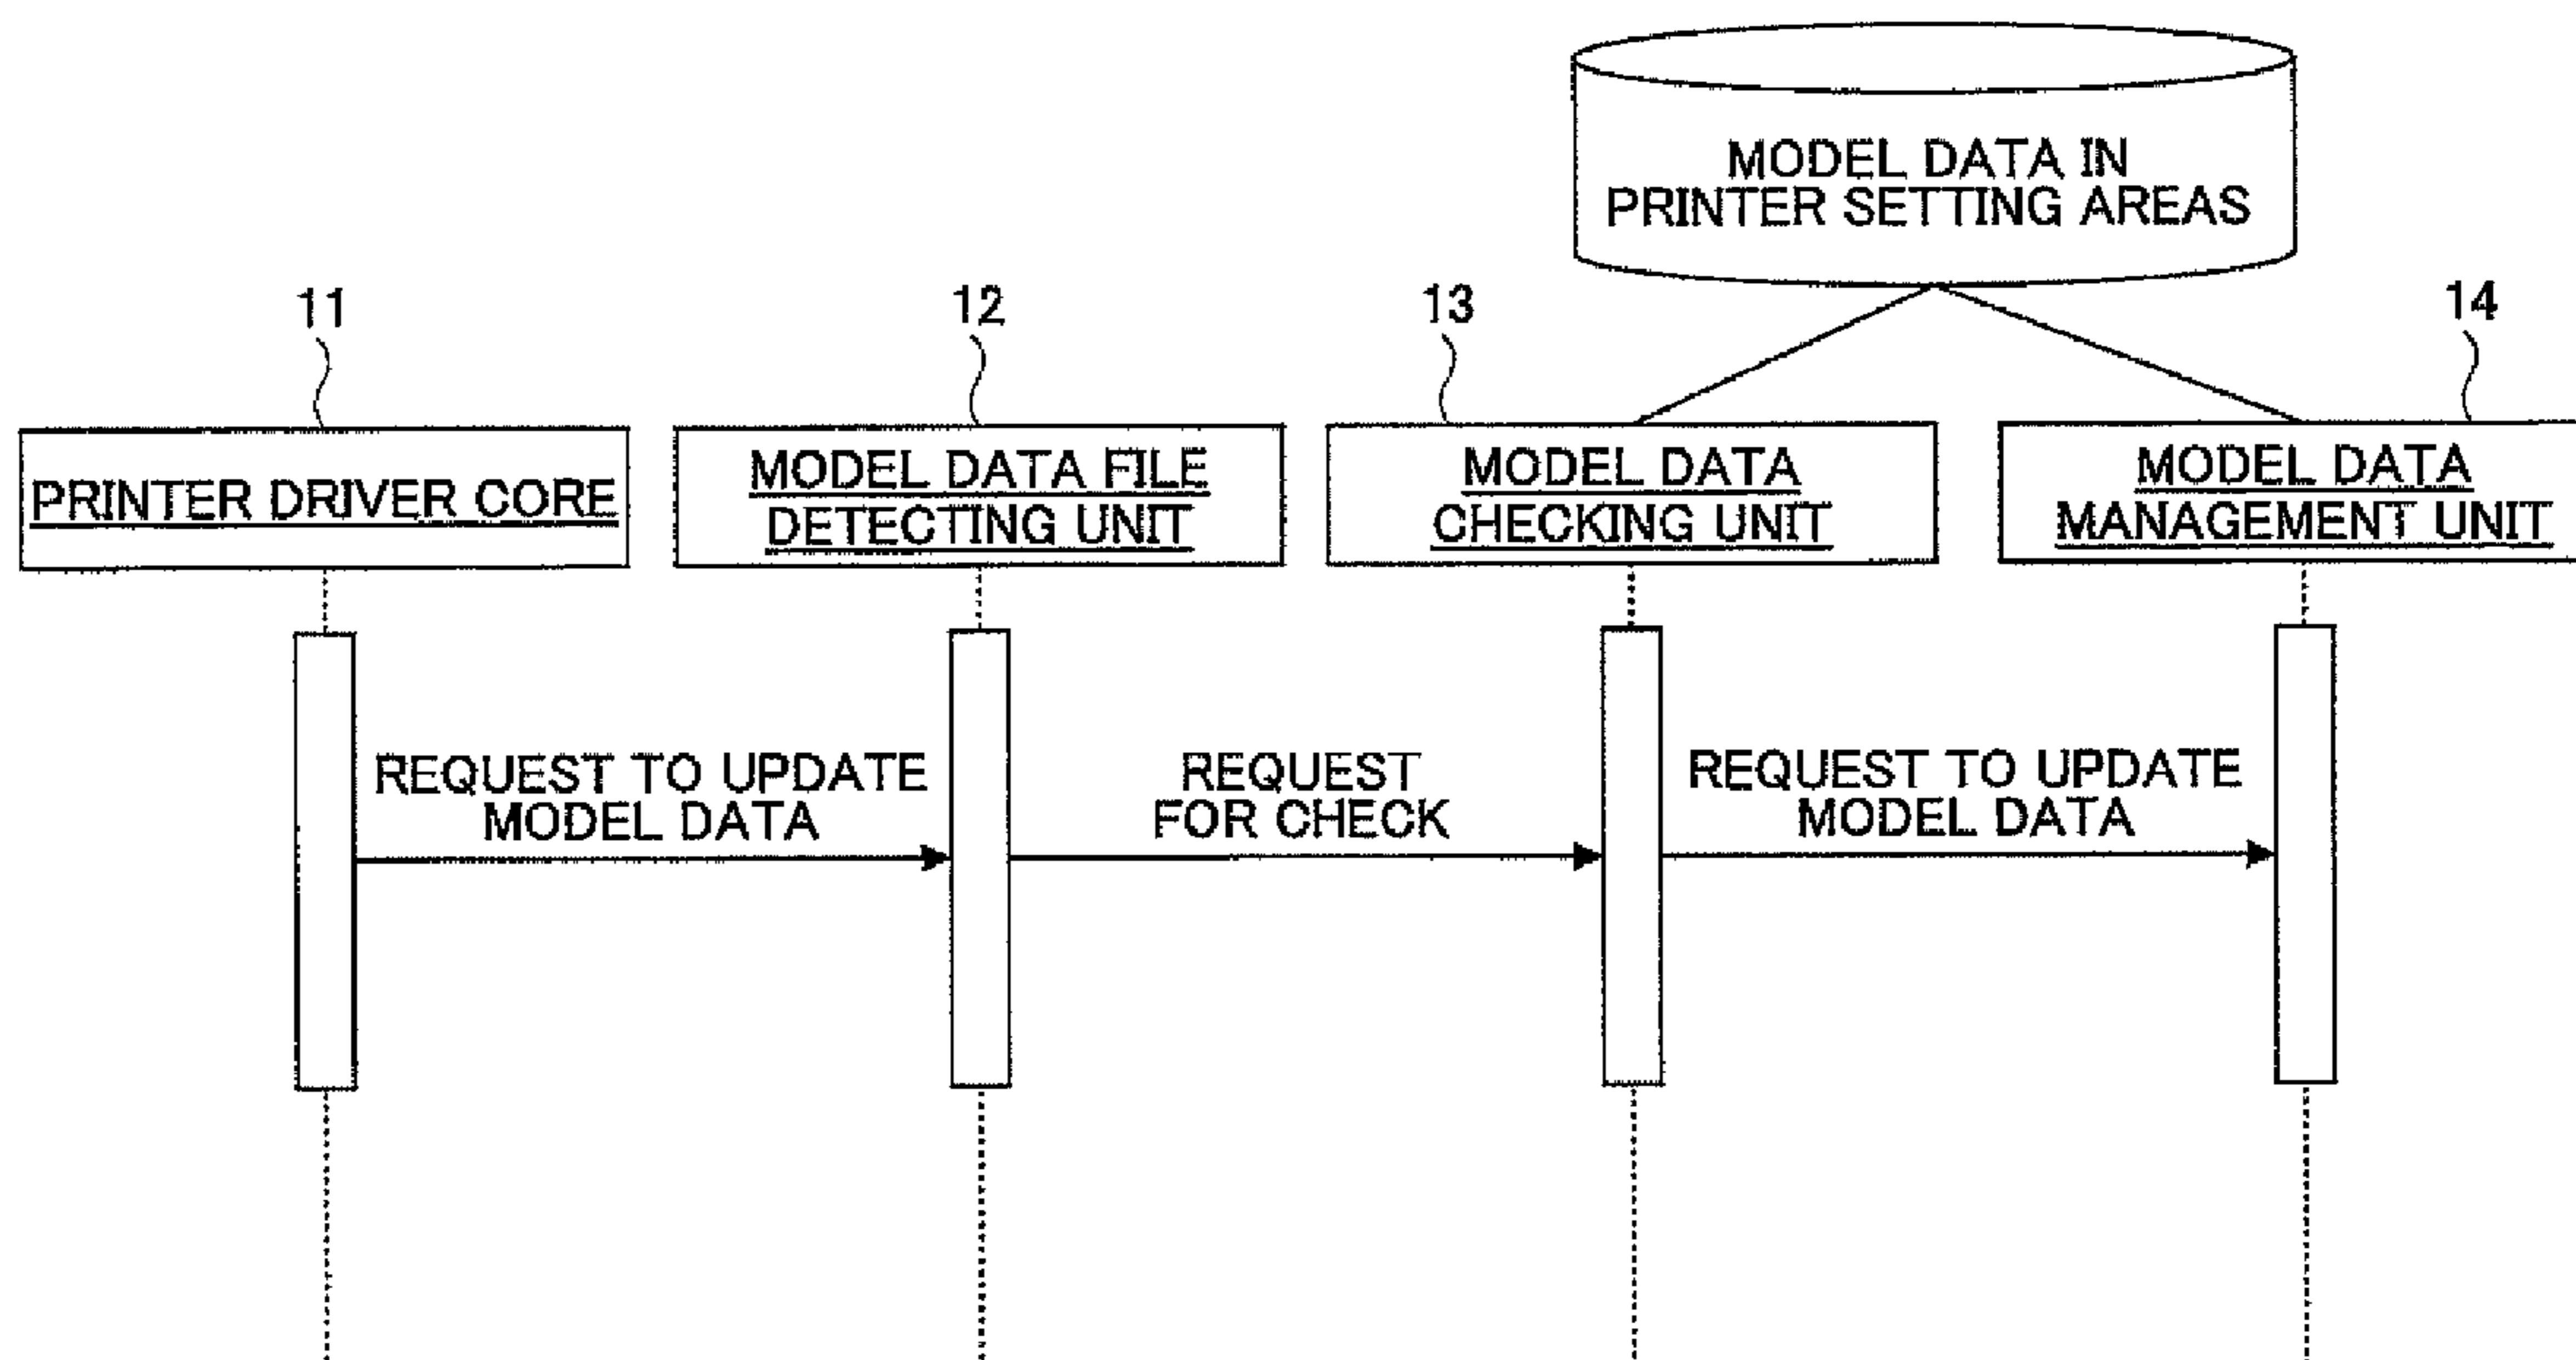 MODEL DATA IN
PRINTER SETTING AREAS
11
12
13
14
PRINTER DRIVER CORE
MODEL DATA FILE
DETECTING UNIT
MODEL DATA
CHECKING UNIT
MODEL DATA
MANAGEMENT UNIT
REQUEST TO UPDATE
MODEL DATA
REQUEST
FOR CHECK
REQUEST TO UPDATE
MODEL DATA